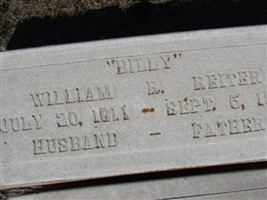 "BILLY"
WILLIAM R. REITER
JULY 20, 1911 - SEPT. 5, 1
HUSBAND - FATHER